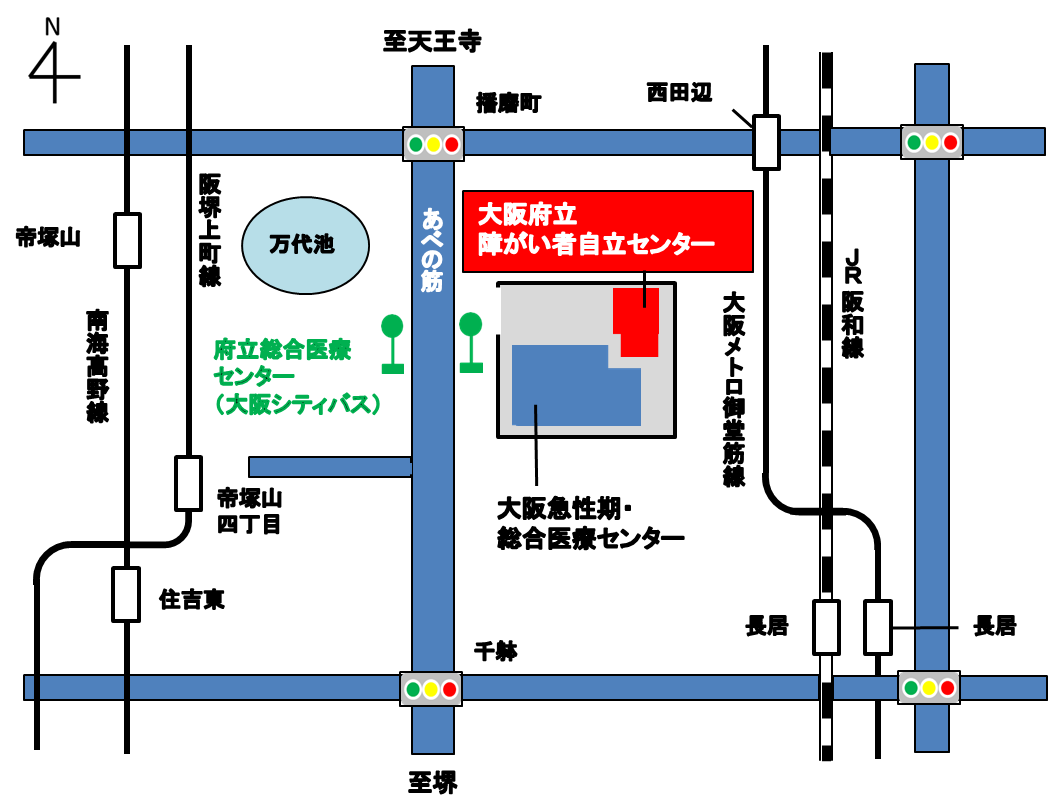 N
至天王寺
播磨町
西田辺
阪堺上町線
大阪府立
障がい者自立センター
帝塚山
万代池
あべの筋
JR阪和線
南海高野線
大阪メトロ御堂筋線
府立総合医療
センター
（大阪シティバス）
帝塚山
四丁目
大阪急性期・
総合医療センター
住吉東
長居
長居
千躰
至堺